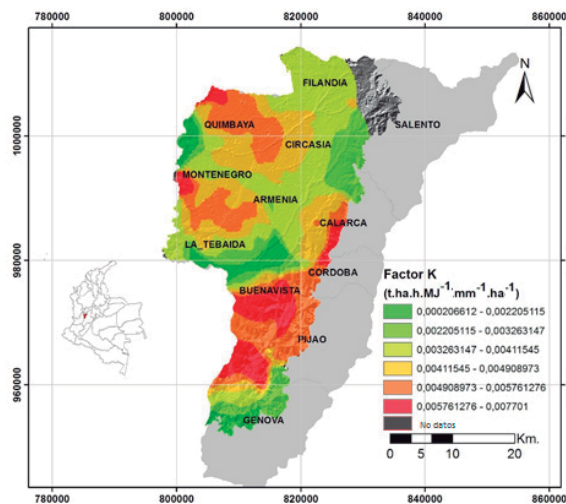 780000 800000 820000 840000 860000
N
FILANDIA
QUIMBAYA
SALENTO
1000000 1000000
CIRCASIA
MONTENEGRO
ARMENIA
CALARCA
LA_TEBAIDA
980000 980000
CORDOBA
BUENAVISTA
PIJAO
960000 960000
GENOVA
Factor K
(t.ha.h.MJ⁻¹.mm⁻¹.ha⁻¹)
0,000206612 - 0,002205115
0,002205115 - 0,003263147
0,003263147 - 0,00411545
0,00411545 - 0,004908973
0,004908973 - 0,005761276
0,005761276 - 0,007701
No datos
Km.
0 5 10 20
780000 800000 820000 840000 860000